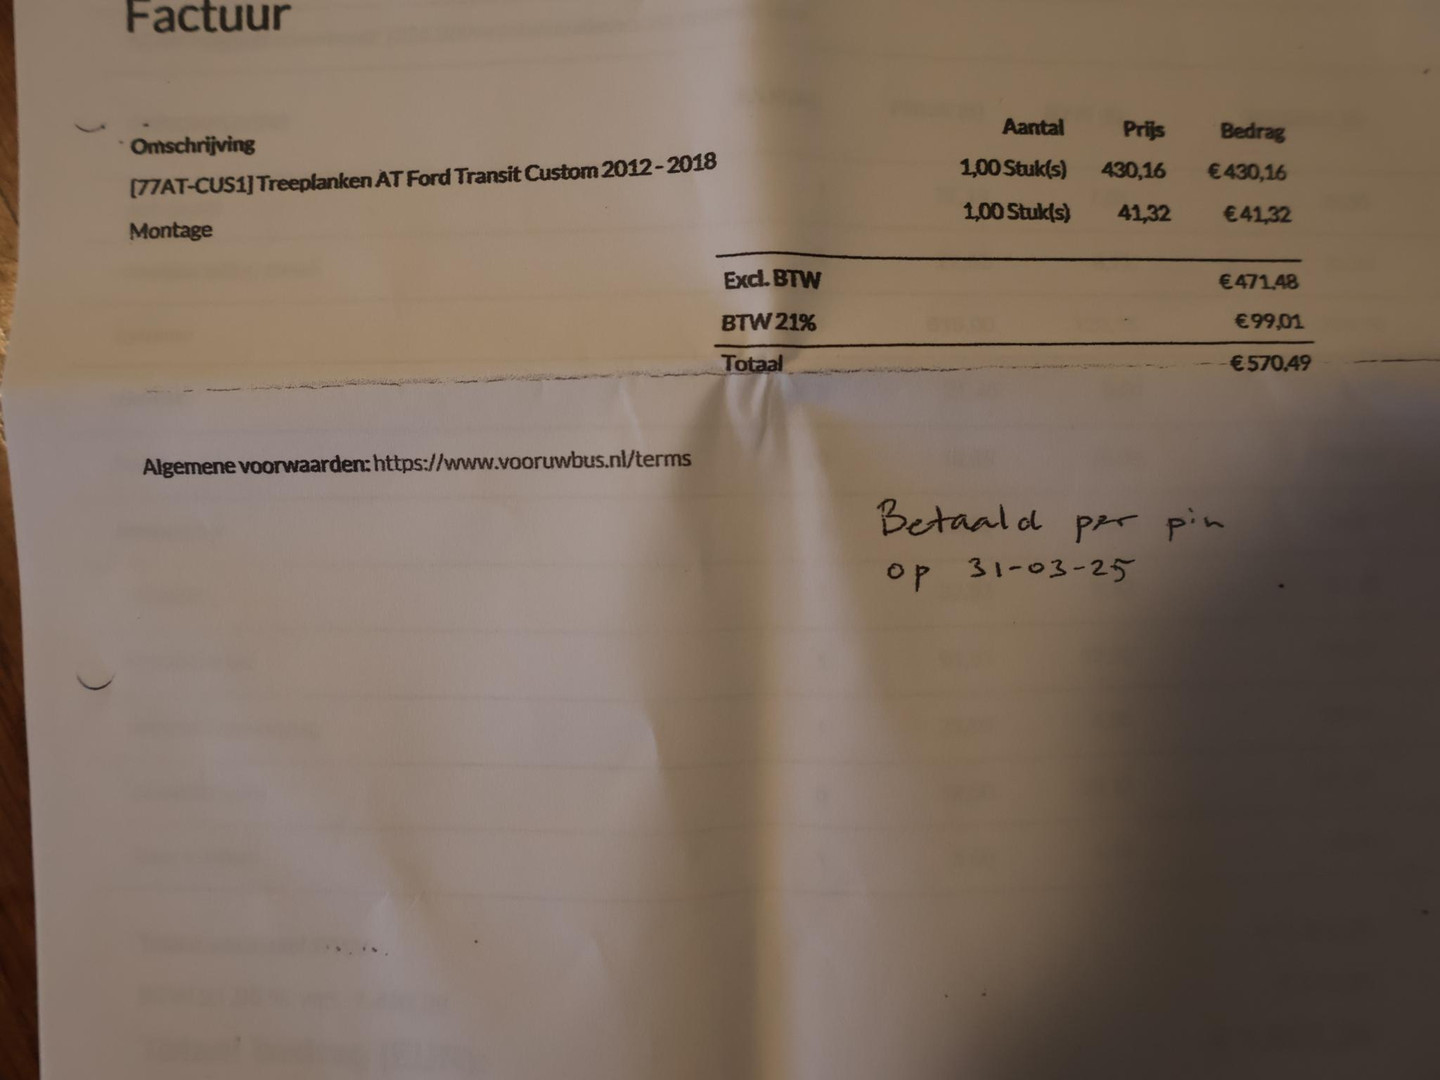 Factuur
Omschrijving Aantal Prijs Bedrag
[77AT-CUS1] Treeplanken AT Ford Transit Custom 2012 - 2018 1,00 Stuk(s) 430,16 € 430,16
Montage 1,00 Stuk(s) 41,32 € 41,32
Excl. BTW € 471,48
BTW 21% € 99,01
Totaal € 570,49
Algemene voorwaarden: https://www.vooruwbus.nl/terms
Betaald per pin
op 31-03-25